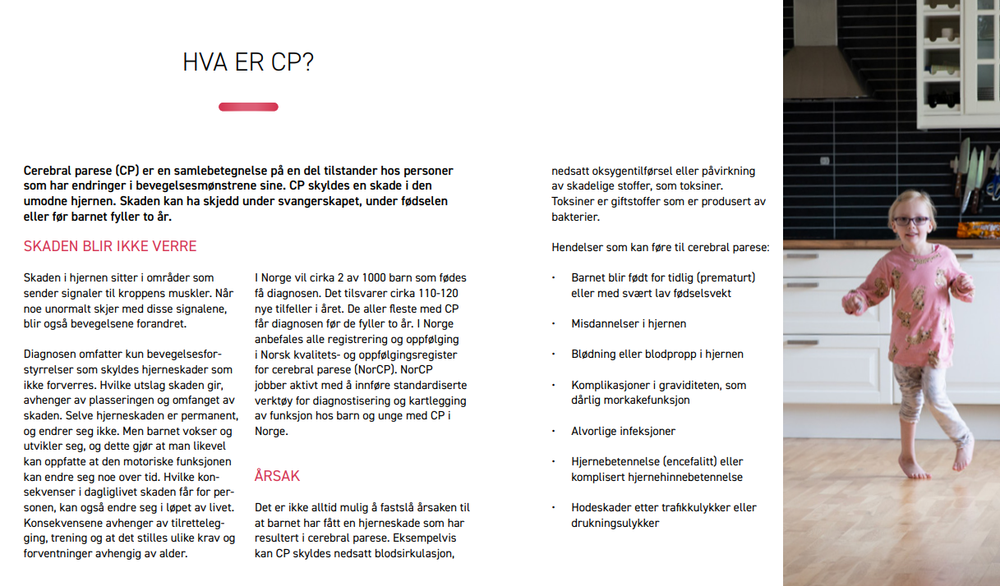 HVA ER CP?
Cerebral parese (CP) er en samlebetegnelse på en del tilstander hos personer
som har endringer i bevegelsesmønstrene sine. CP skyldes en skade i den
umodne hjernen. Skaden kan ha skjedd under svangerskapet, under fødselen
eller før barnet fyller to år.
SKADEN BLIR IKKE VERRE
Skaden i hjernen sitter i områder som
sender signaler til kroppens muskler. Når
noe unormalt skjer med disse signalene,
blir også bevegelsene forandret.
Diagnosen omfatter kun bevegelsesfor-
styrrelser som skyldes hjerneskader som
ikke forverres. Hvilke utslag skaden gir,
avhenger av plasseringen og omfanget av
skaden. Selve hjerneskaden er permanent,
og endrer seg ikke. Men barnet vokser og
utvikler seg, og dette gjør at man likevel
kan oppfatte at den motoriske funksjonen
kan endre seg noe over tid. Hvilke kon-
sekvenser i dagliglivet skaden får for per-
sonen, kan også endre seg i løpet av livet.
Konsekvensene avhenger av tilrettelegg-
ging, trening og at det stilles ulike krav og
forventninger avhengig av alder.
I Norge vil cirka 2 av 1000 barn som fødes
få diagnosen. Det tilsvarer cirka 110-120
nye tilfeller i året. De aller fleste med CP
får diagnosen før de fyller to år. I Norge
anbefales alle registrering og oppfølging
i Norsk kvalitets- og oppfølgingsregister
for cerebral parese (NorCP). NorCP
jobber aktivt med å innføre standardiserte
verktøy for diagnostisering og kartlegging
av funksjon hos barn og unge med CP i
Norge.
ÅRSAK
Det er ikke alltid mulig å fastslå årsaken til
at barnet har fått en hjerneskade som har
resultert i cerebral parese. Eksempelvis
kan CP skyldes nedsatt blodsirkulasjon,
nedsatt oksygentilførsel eller påvirkning
av skadelige stoffer, som toksiner.
Toksiner er giftstoffer som er produsert av
bakterier.
Hendelser som kan føre til cerebral parese:
• Barnet blir født for tidlig (prematurt)
eller med svært lav fødselsvekt
• Misdannelser i hjernen
• Blødning eller blodpropp i hjernen
• Komplikasjoner i graviditeten, som
dårlig morkakefunksjon
• Alvorlige infeksjoner
• Hjernebetennelse (encefalitt) eller
komplisert hjernehinnebetennelse
• Hodeskader etter trafikkulykker eller
drukningsulykker